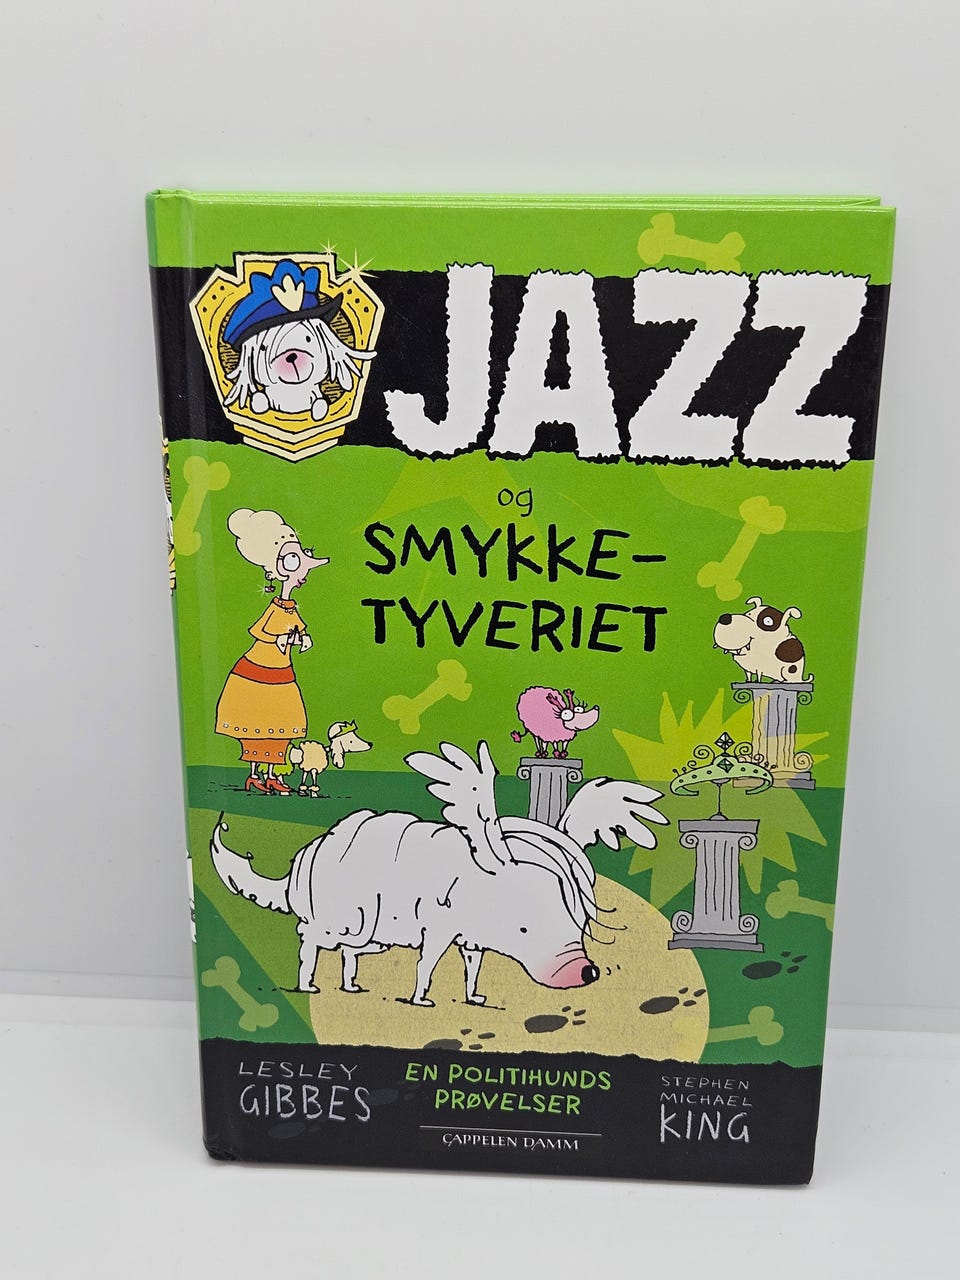 JAZZ
og
SMYKKE-
TYVERIET
LESLEY
GIBBES
EN POLITIHUNDS
PRØVELSER
CAPPELEN DAMM
STEPHEN
MICHAEL
KING